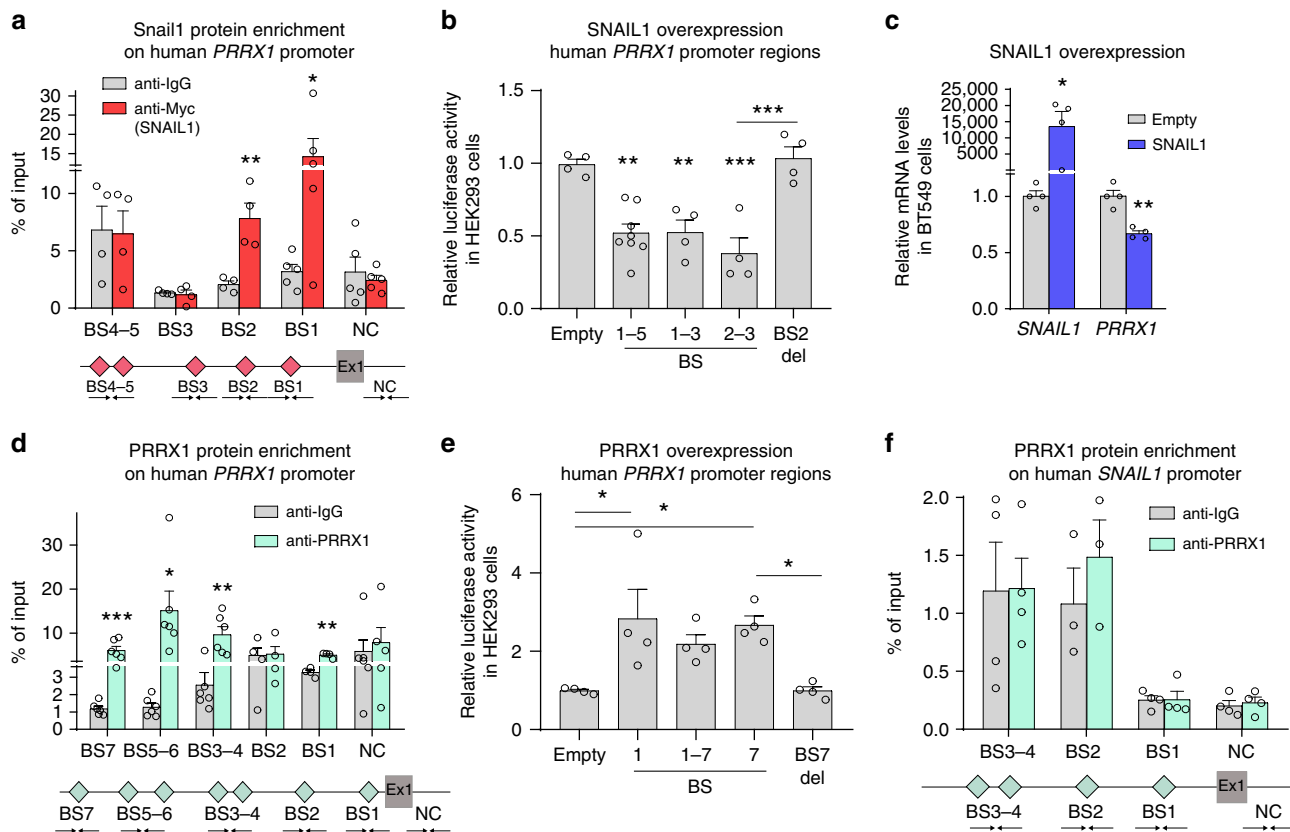 a
Snail1 protein enrichment
on human PRRX1 promoter
anti-IgG
anti-Myc
(SNAIL1)
% of input
30
25
20
15
10
5
0
*
**
BS4–5
BS3
BS2
BS1
NC
Ex1
BS4–5
BS3
BS2
BS1
NC
b
SNAIL1 overexpression
human PRRX1 promoter regions
Relative luciferase activity
in HEK293 cells
1.5
1.0
0.5
0.0
**
**
***
***
Empty
1–5
1–3
2–3
BS2
del
BS
c
SNAIL1 overexpression
Relative mRNA levels
in BT549 cells
25,000
20,000
15,000
10,000
5000
1.0
0.5
0.0
*
**
Empty
SNAIL1
SNAIL1
PRRX1
d
PRRX1 protein enrichment
on human PRRX1 promoter
anti-IgG
anti-PRRX1
% of input
40
30
20
10
3
2
1
0
***
*
**
**
BS7
BS5–6
BS3–4
BS2
BS1
NC
Ex1
BS7
BS5–6
BS3–4
BS2
BS1
NC
e
PRRX1 overexpression
human PRRX1 promoter regions
Relative luciferase activity
in HEK293 cells
6
4
2
0
*
*
*
Empty
1
1–7
7
BS7
del
BS
f
PRRX1 protein enrichment
on human SNAIL1 promoter
anti-IgG
anti-PRRX1
% of input
2.0
1.5
1.0
0.5
0.0
BS3–4
BS2
BS1
NC
Ex1
BS3–4
BS2
BS1
NC